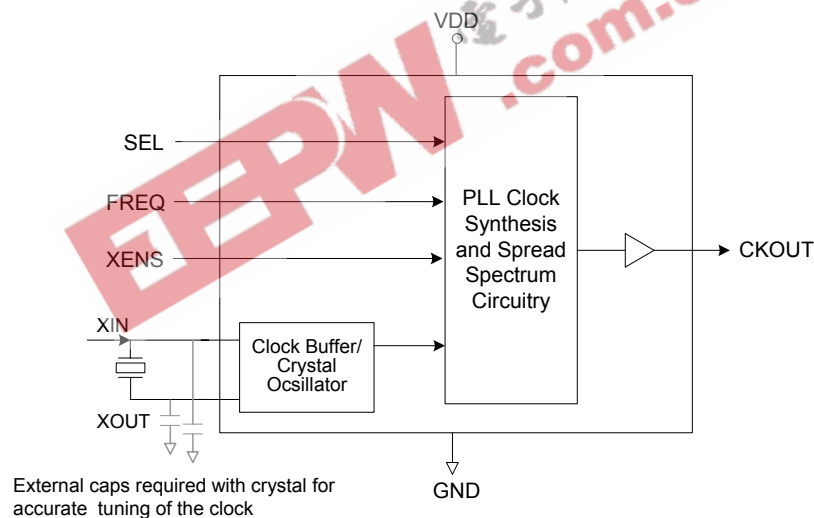 VDD
.com.
SEL
FREQ
XENS
XIN
XOUT
EEPW
PLL Clock
Synthesis
and Spread
Spectrum
Circuitry
CKOUT
Clock Buffer/
Crystal
Ocsillator
GND
External caps required with crystal for
accurate tuning of the clock